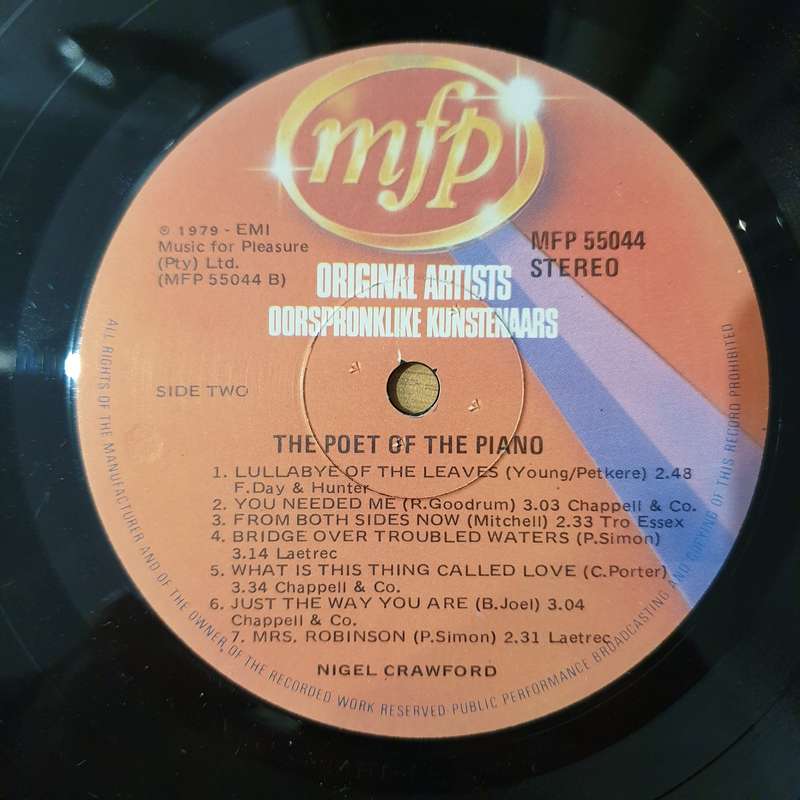 mfp
℗ 1979 - EMI
Music for Pleasure
(Pty) Ltd.
(MFP 55044 B)
MFP 55044
STEREO
ORIGINAL ARTISTS
OORSPRONKLIKE KUNSTENAARS
SIDE TWO
THE POET OF THE PIANO
1. LULLABYE OF THE LEAVES (Young/Petkere) 2.48
F.Day & Hunter
2. YOU NEEDED ME (R.Goodrum) 3.03 Chappell & Co.
3. FROM BOTH SIDES NOW (Mitchell) 2.33 Tro Essex
4. BRIDGE OVER TROUBLED WATERS (P.Simon)
3.14 Laetrec
5. WHAT IS THIS THING CALLED LOVE (C.Porter)
3.34 Chappell & Co.
6. JUST THE WAY YOU ARE (B.Joel) 3.04
Chappell & Co.
7. MRS. ROBINSON (P.Simon) 2.31 Laetrec
NIGEL CRAWFORD
ALL RIGHTS OF THE MANUFACTURER AND OF THE OWNER OF THE RECORDED WORK RESERVED·PUBLIC PERFORMANCE BROADCASTING AND COPYING OF THIS RECORD PROHIBITED